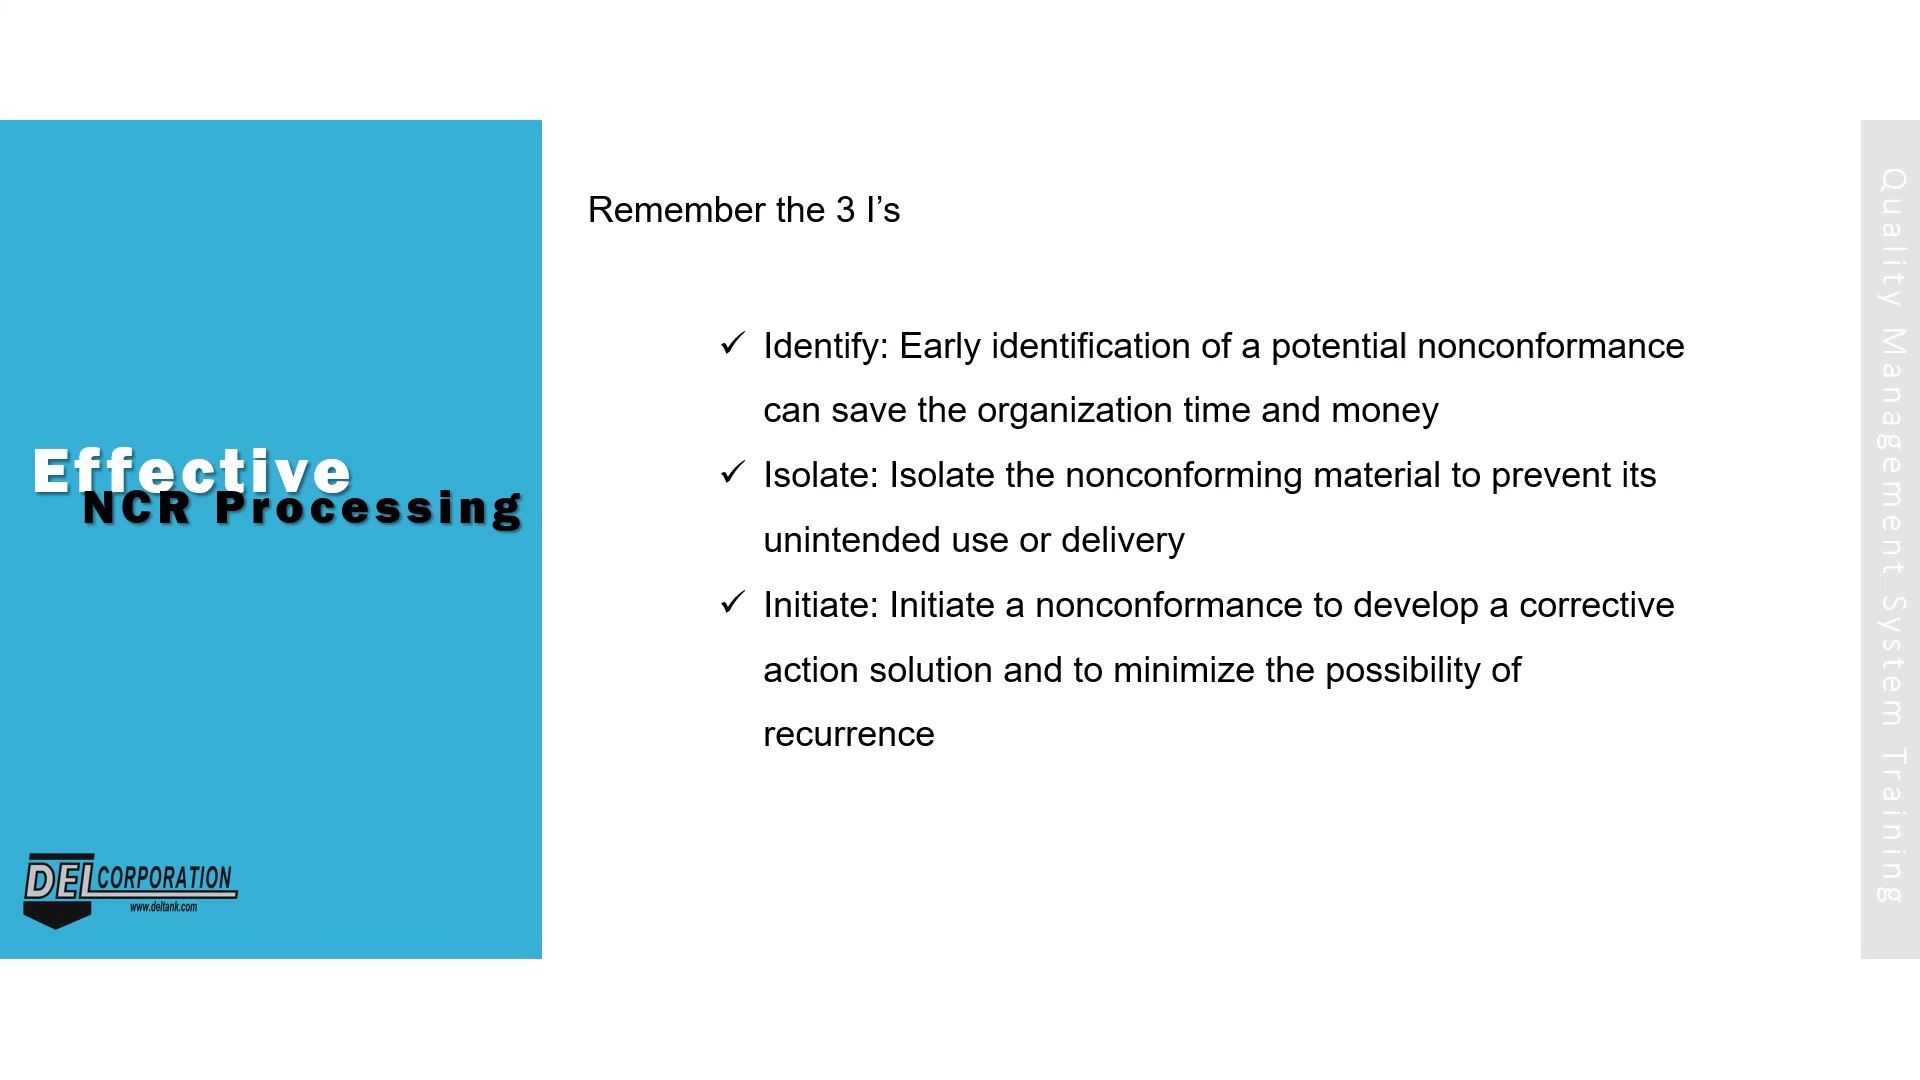 Effective
NCR Processing
DEL CORPORATION
www.deltank.com
Remember the 3 I’s
✓ Identify: Early identification of a potential nonconformance
can save the organization time and money
✓ Isolate: Isolate the nonconforming material to prevent its
unintended use or delivery
✓ Initiate: Initiate a nonconformance to develop a corrective
action solution and to minimize the possibility of
recurrence
Quality Management System Training